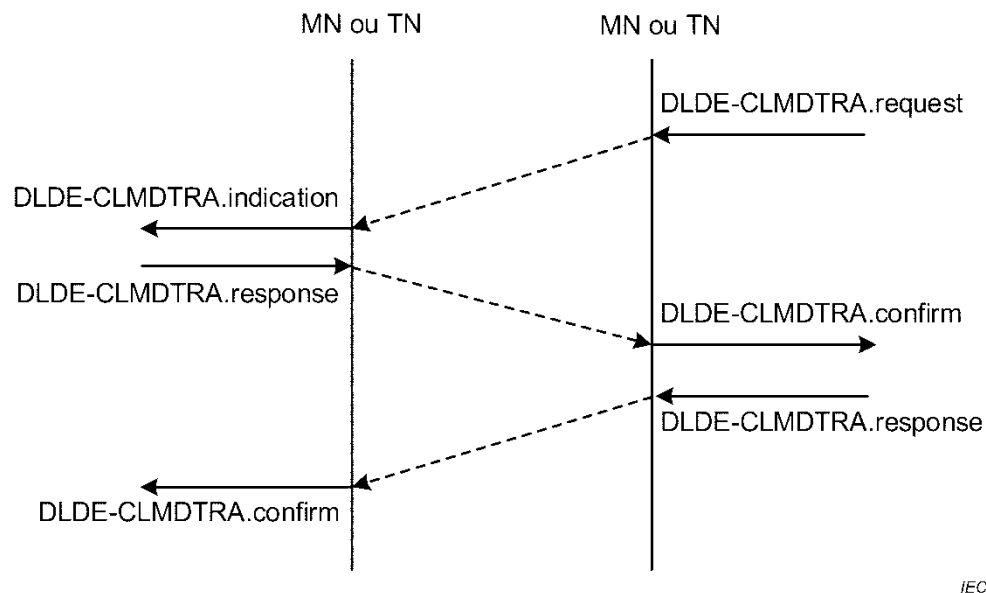 MN ou TN
MN ou TN
DLDE-CLMDTRA.request
DLDE-CLMDTRA.indication
DLDE-CLMDTRA.response
DLDE-CLMDTRA.confirm
DLDE-CLMDTRA.response
DLDE-CLMDTRA.confirm
IEC